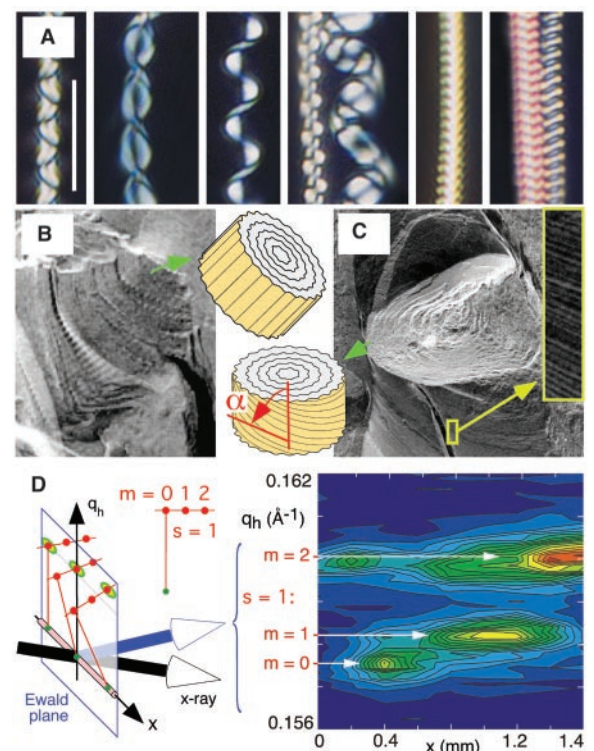 A
B
C
α
D
q_h
m = 0 1 2
s = 1
Ewald
plane
x-ray
x
0.162
q_h (Å⁻¹)
m = 2
s = 1:
m = 1
m = 0
0.156
0 0.4 1.2 1.4
x (mm)